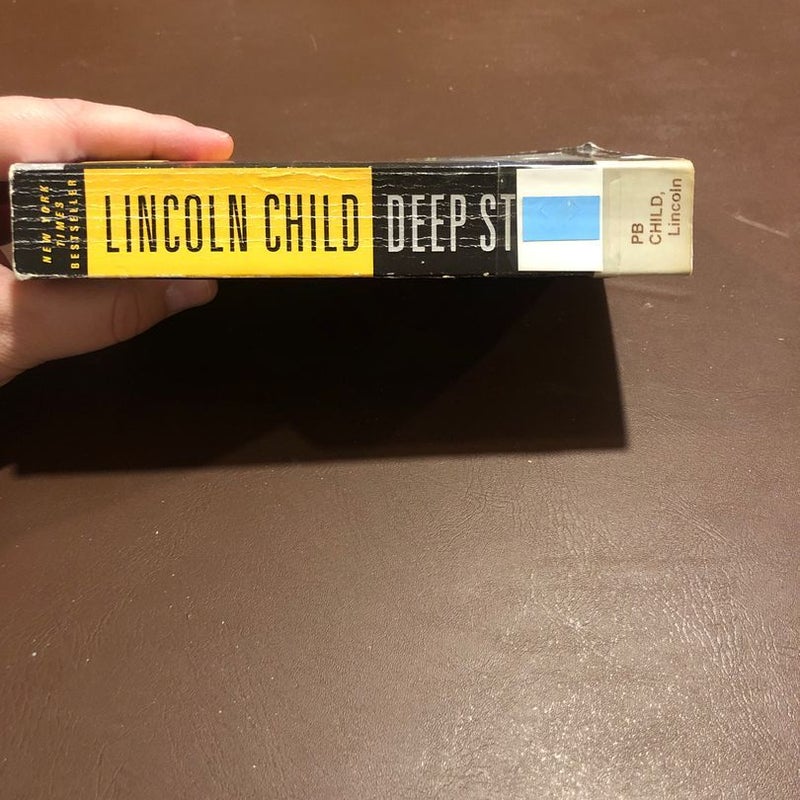 NEW YORK
TIMES
BESTSELLER
LINCOLN CHILD
DEEP ST
PB
CHILD,
Lincoln